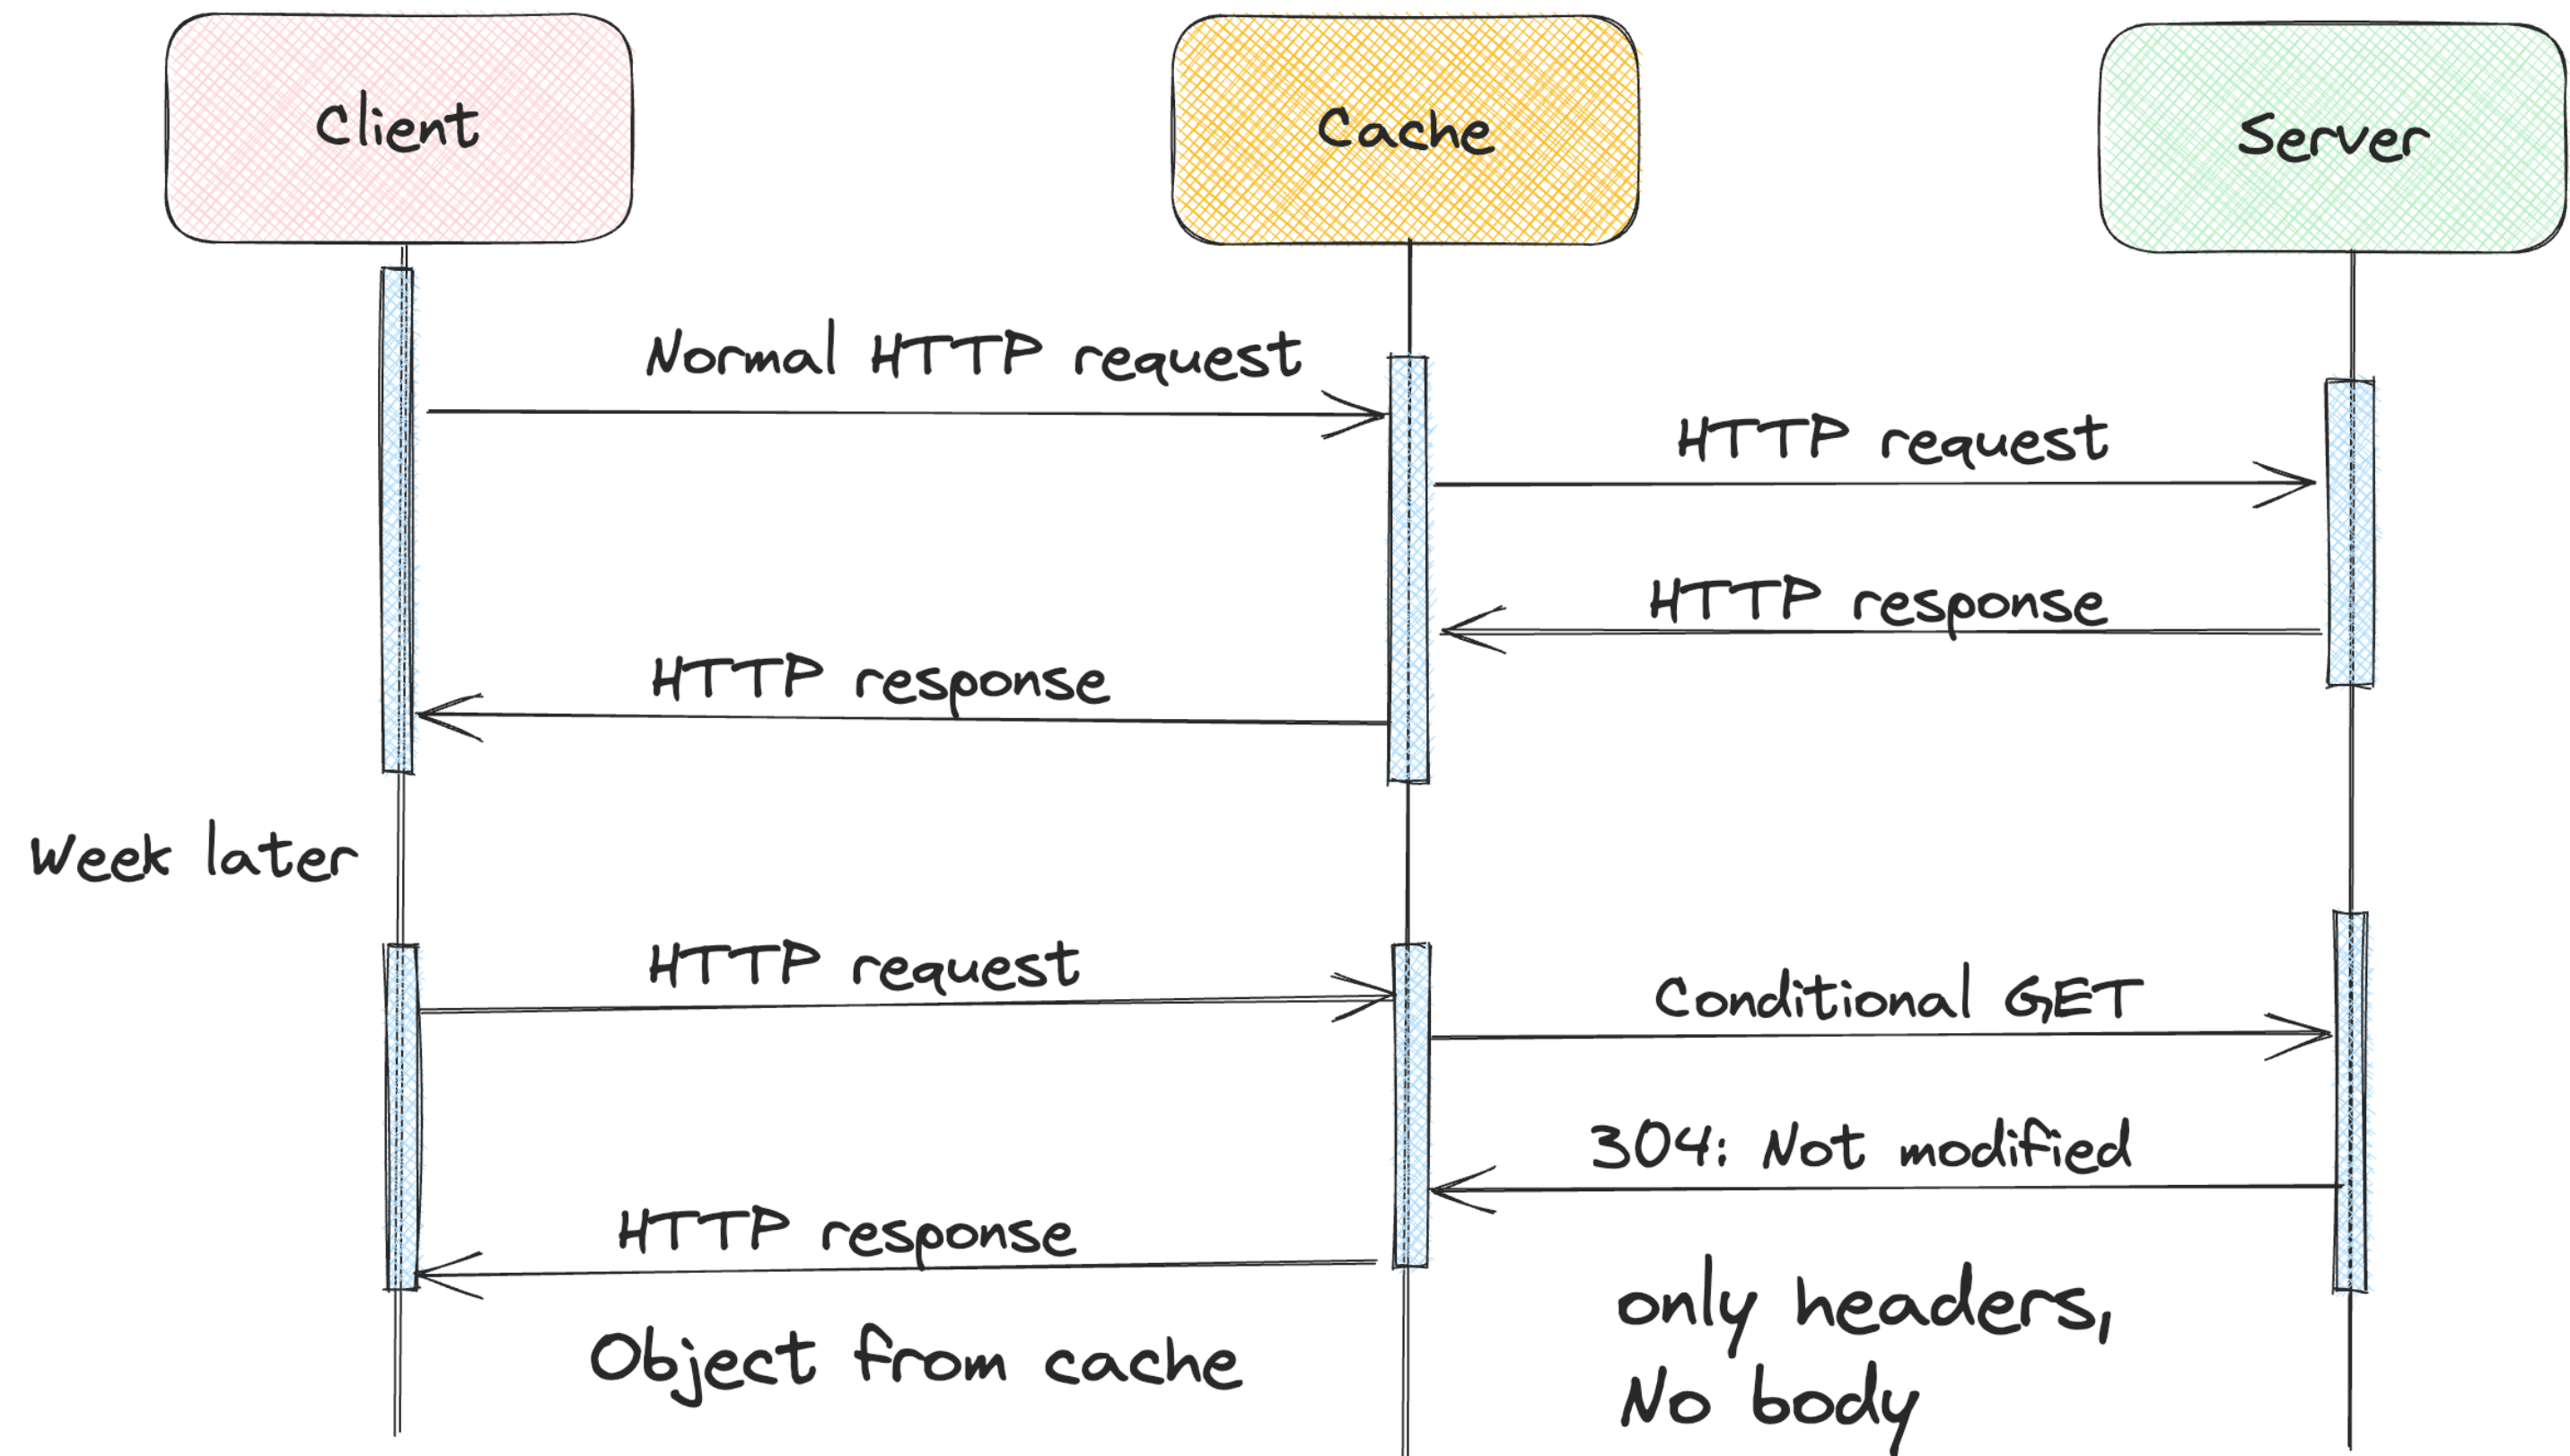 Client
Cache
Server
Normal HTTP request
HTTP request
HTTP response
HTTP response
Week later
HTTP request
Conditional GET
304: Not modified
HTTP response
only headers,
No body
Object from cache